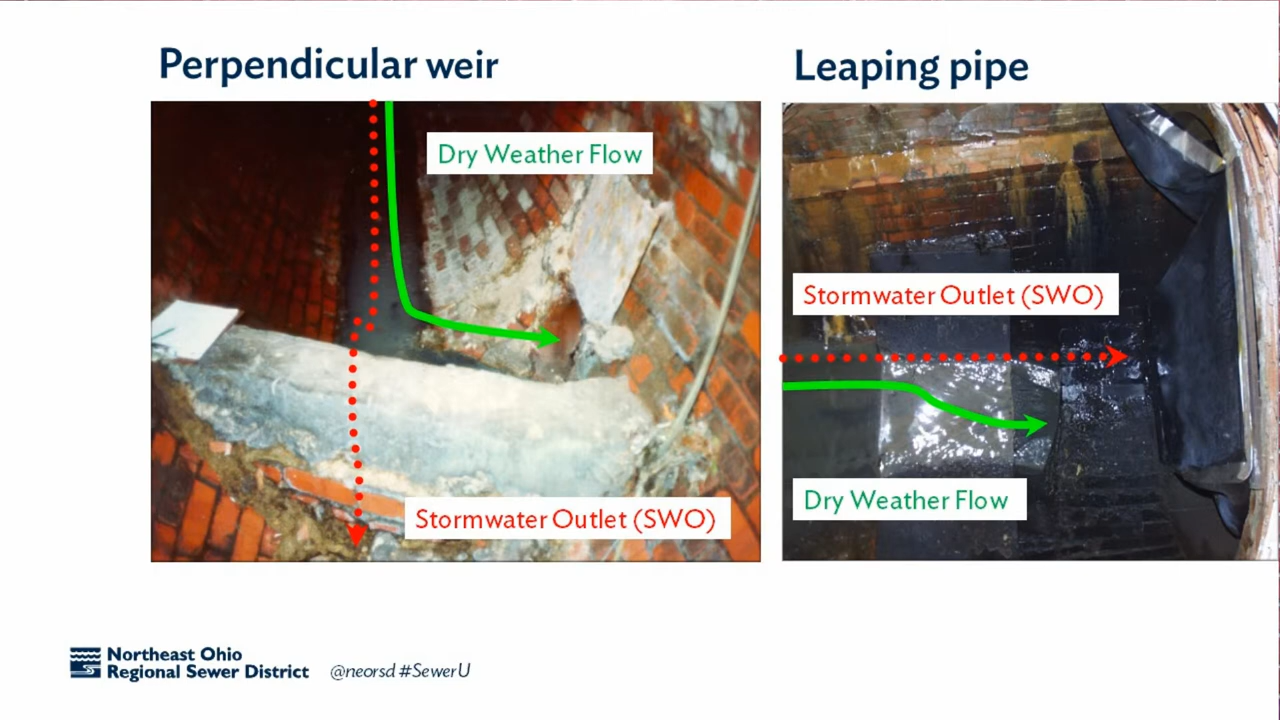 Perpendicular weir
Leaping pipe
Dry Weather Flow
Stormwater Outlet (SWO)
Stormwater Outlet (SWO)
Dry Weather Flow
Northeast Ohio
Regional Sewer District
@neorsd #SewerU